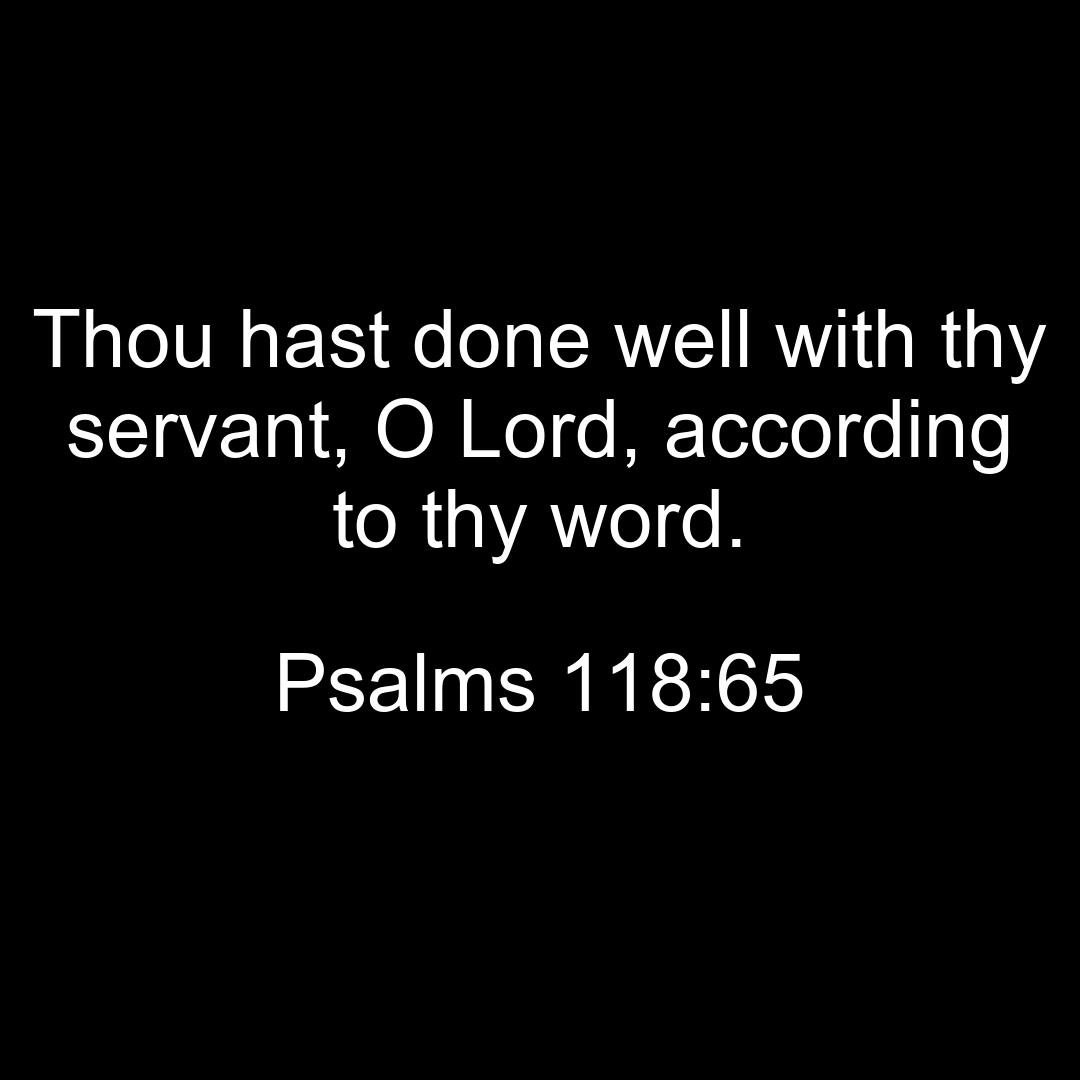 Thou hast done well with thy
servant, O Lord, according
to thy word.
Psalms 118:65